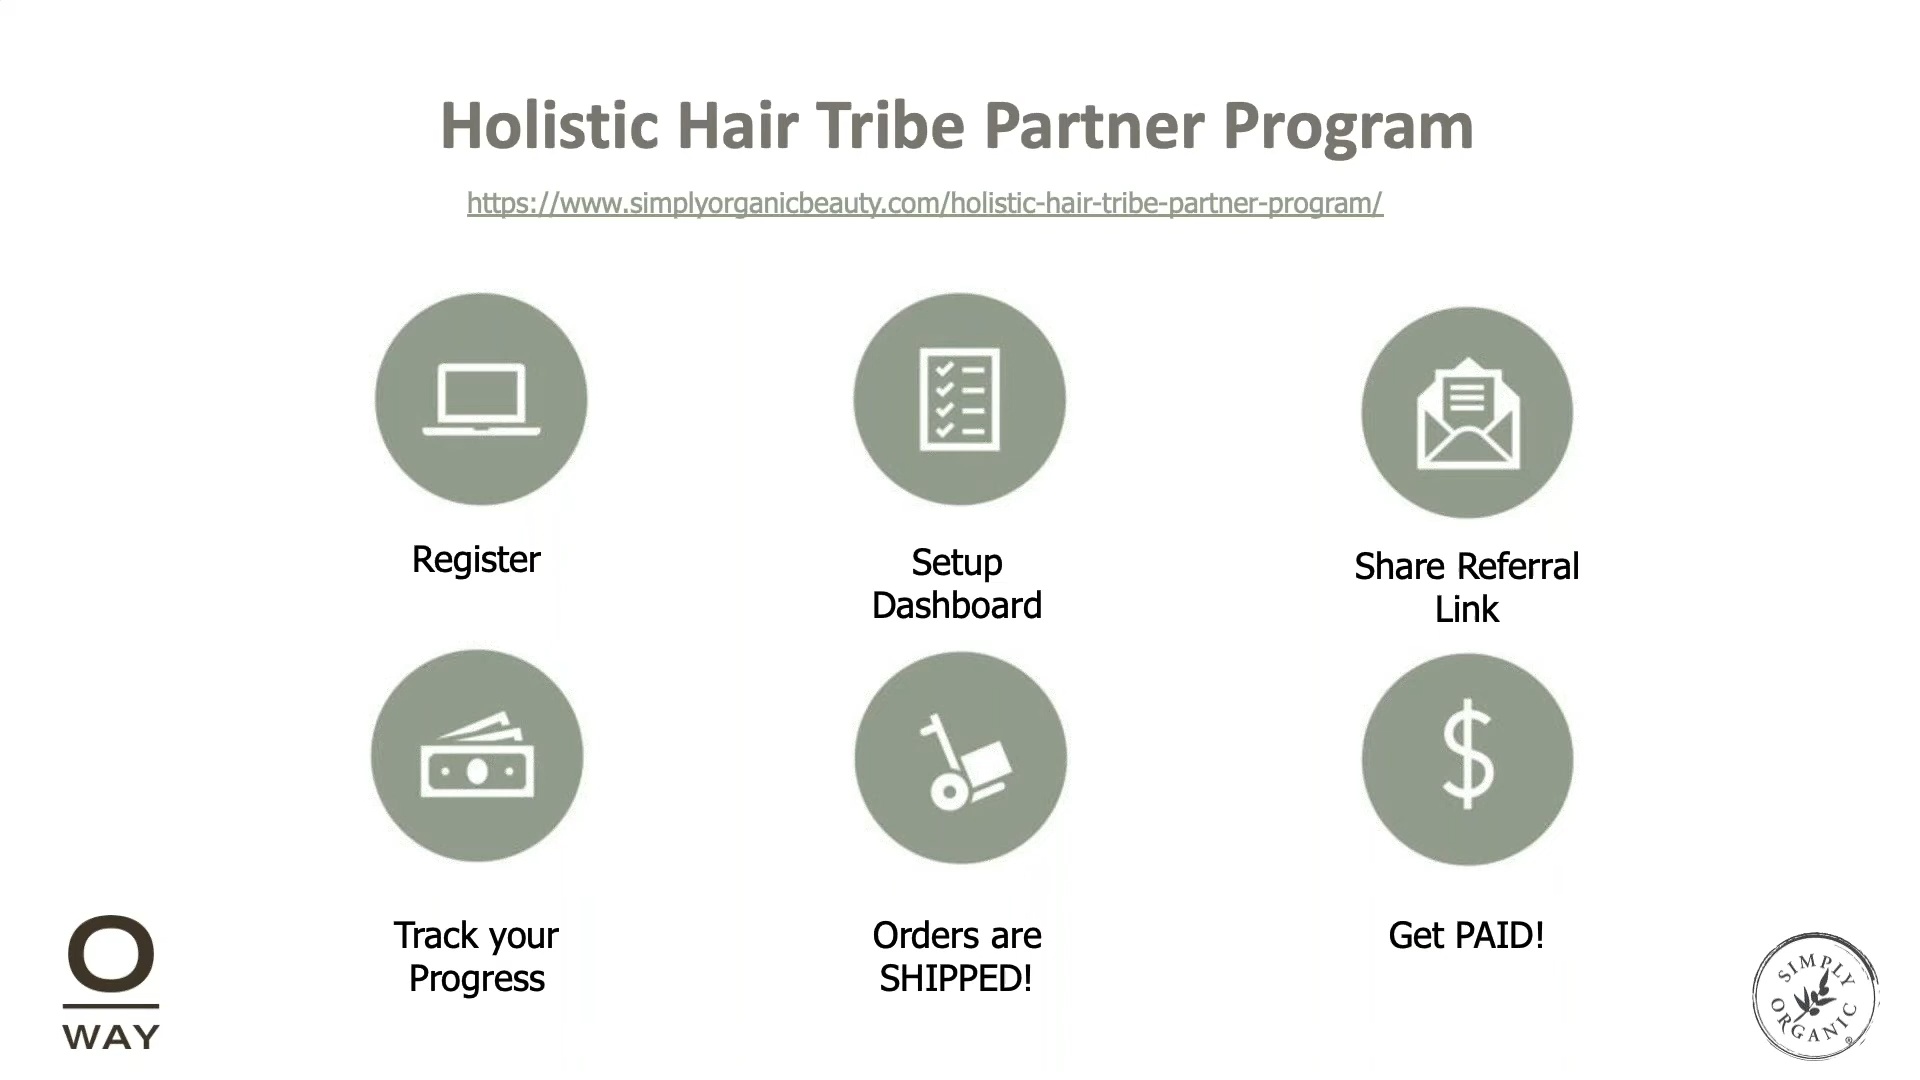 Holistic Hair Tribe Partner Program
https://www.simplyorganicbeauty.com/holistic-hair-tribe-partner-program/
Register
Setup
Dashboard
Share Referral
Link
Track your
Progress
Orders are
SHIPPED!
Get PAID!
O
WAY
SIMPLY
ORGANIC®